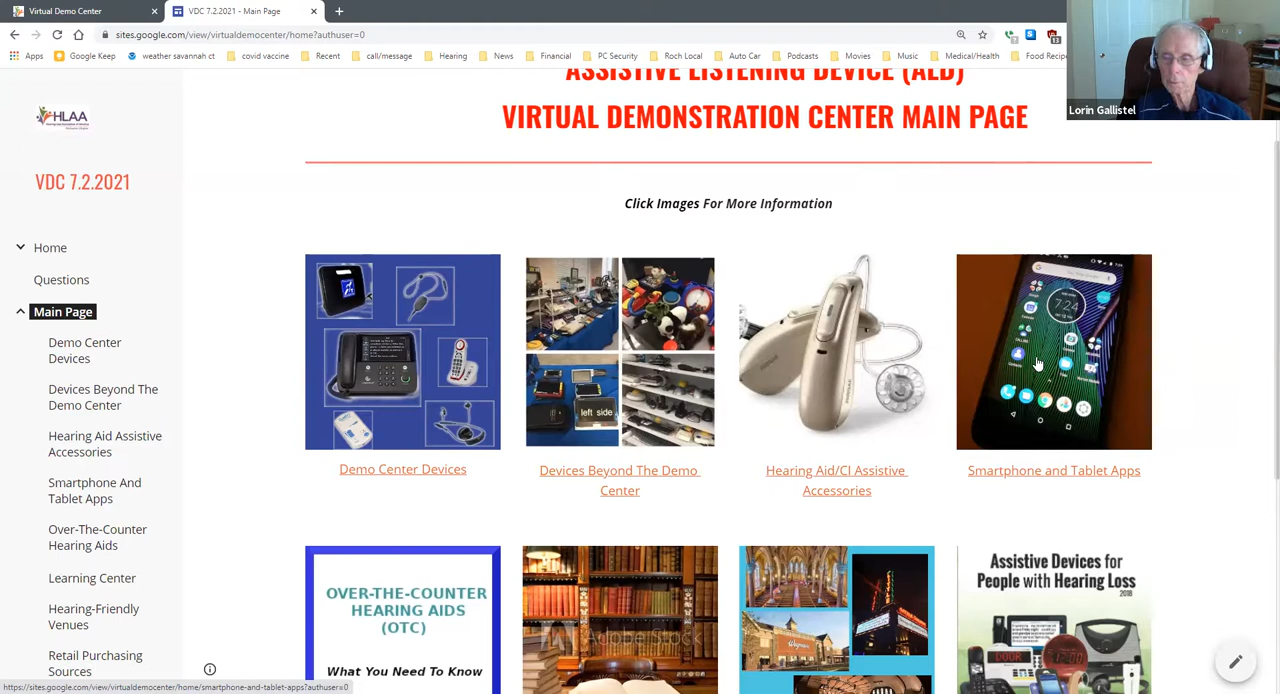 Virtual Demo Center
VDC 7.2.2021 - Main Page
sites.google.com/view/virtualdemocenter/home?authuser=0
Apps
Google Keep
weather savannah ct
covid vaccine
Recent
call/message
Hearing
News
Financial
PC Security
Roch Local
Auto Car
Podcasts
Movies
Music
Medical/Health
Food Recip
Lorin Gallistel
HLAA
VDC 7.2.2021
Home
Questions
Main Page
Demo Center
Devices
Devices Beyond The
Demo Center
Hearing Aid Assistive
Accessories
Smartphone And
Tablet Apps
Over-The-Counter
Hearing Aids
Learning Center
Hearing-Friendly
Venues
Retail Purchasing
Sources
ASSISTIVE LISTENING DEVICE (ALD)
VIRTUAL DEMONSTRATION CENTER MAIN PAGE
Click Images For More Information
left side
7:24
Demo Center Devices
Devices Beyond The Demo
Center
Hearing Aid/CI Assistive
Accessories
Smartphone and Tablet Apps
OVER-THE-COUNTER
HEARING AIDS
(OTC)
What You Need To Know
AdobeStock
Wegmans
Assistive Devices for
People with Hearing Loss
2018
https://sites.google.com/view/virtualdemocenter/home/smartphone-and-tablet-apps?authuser=0